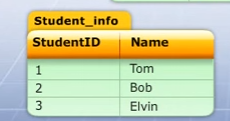 Student_info
StudentID Name
1 Tom
2 Bob
3 Elvin